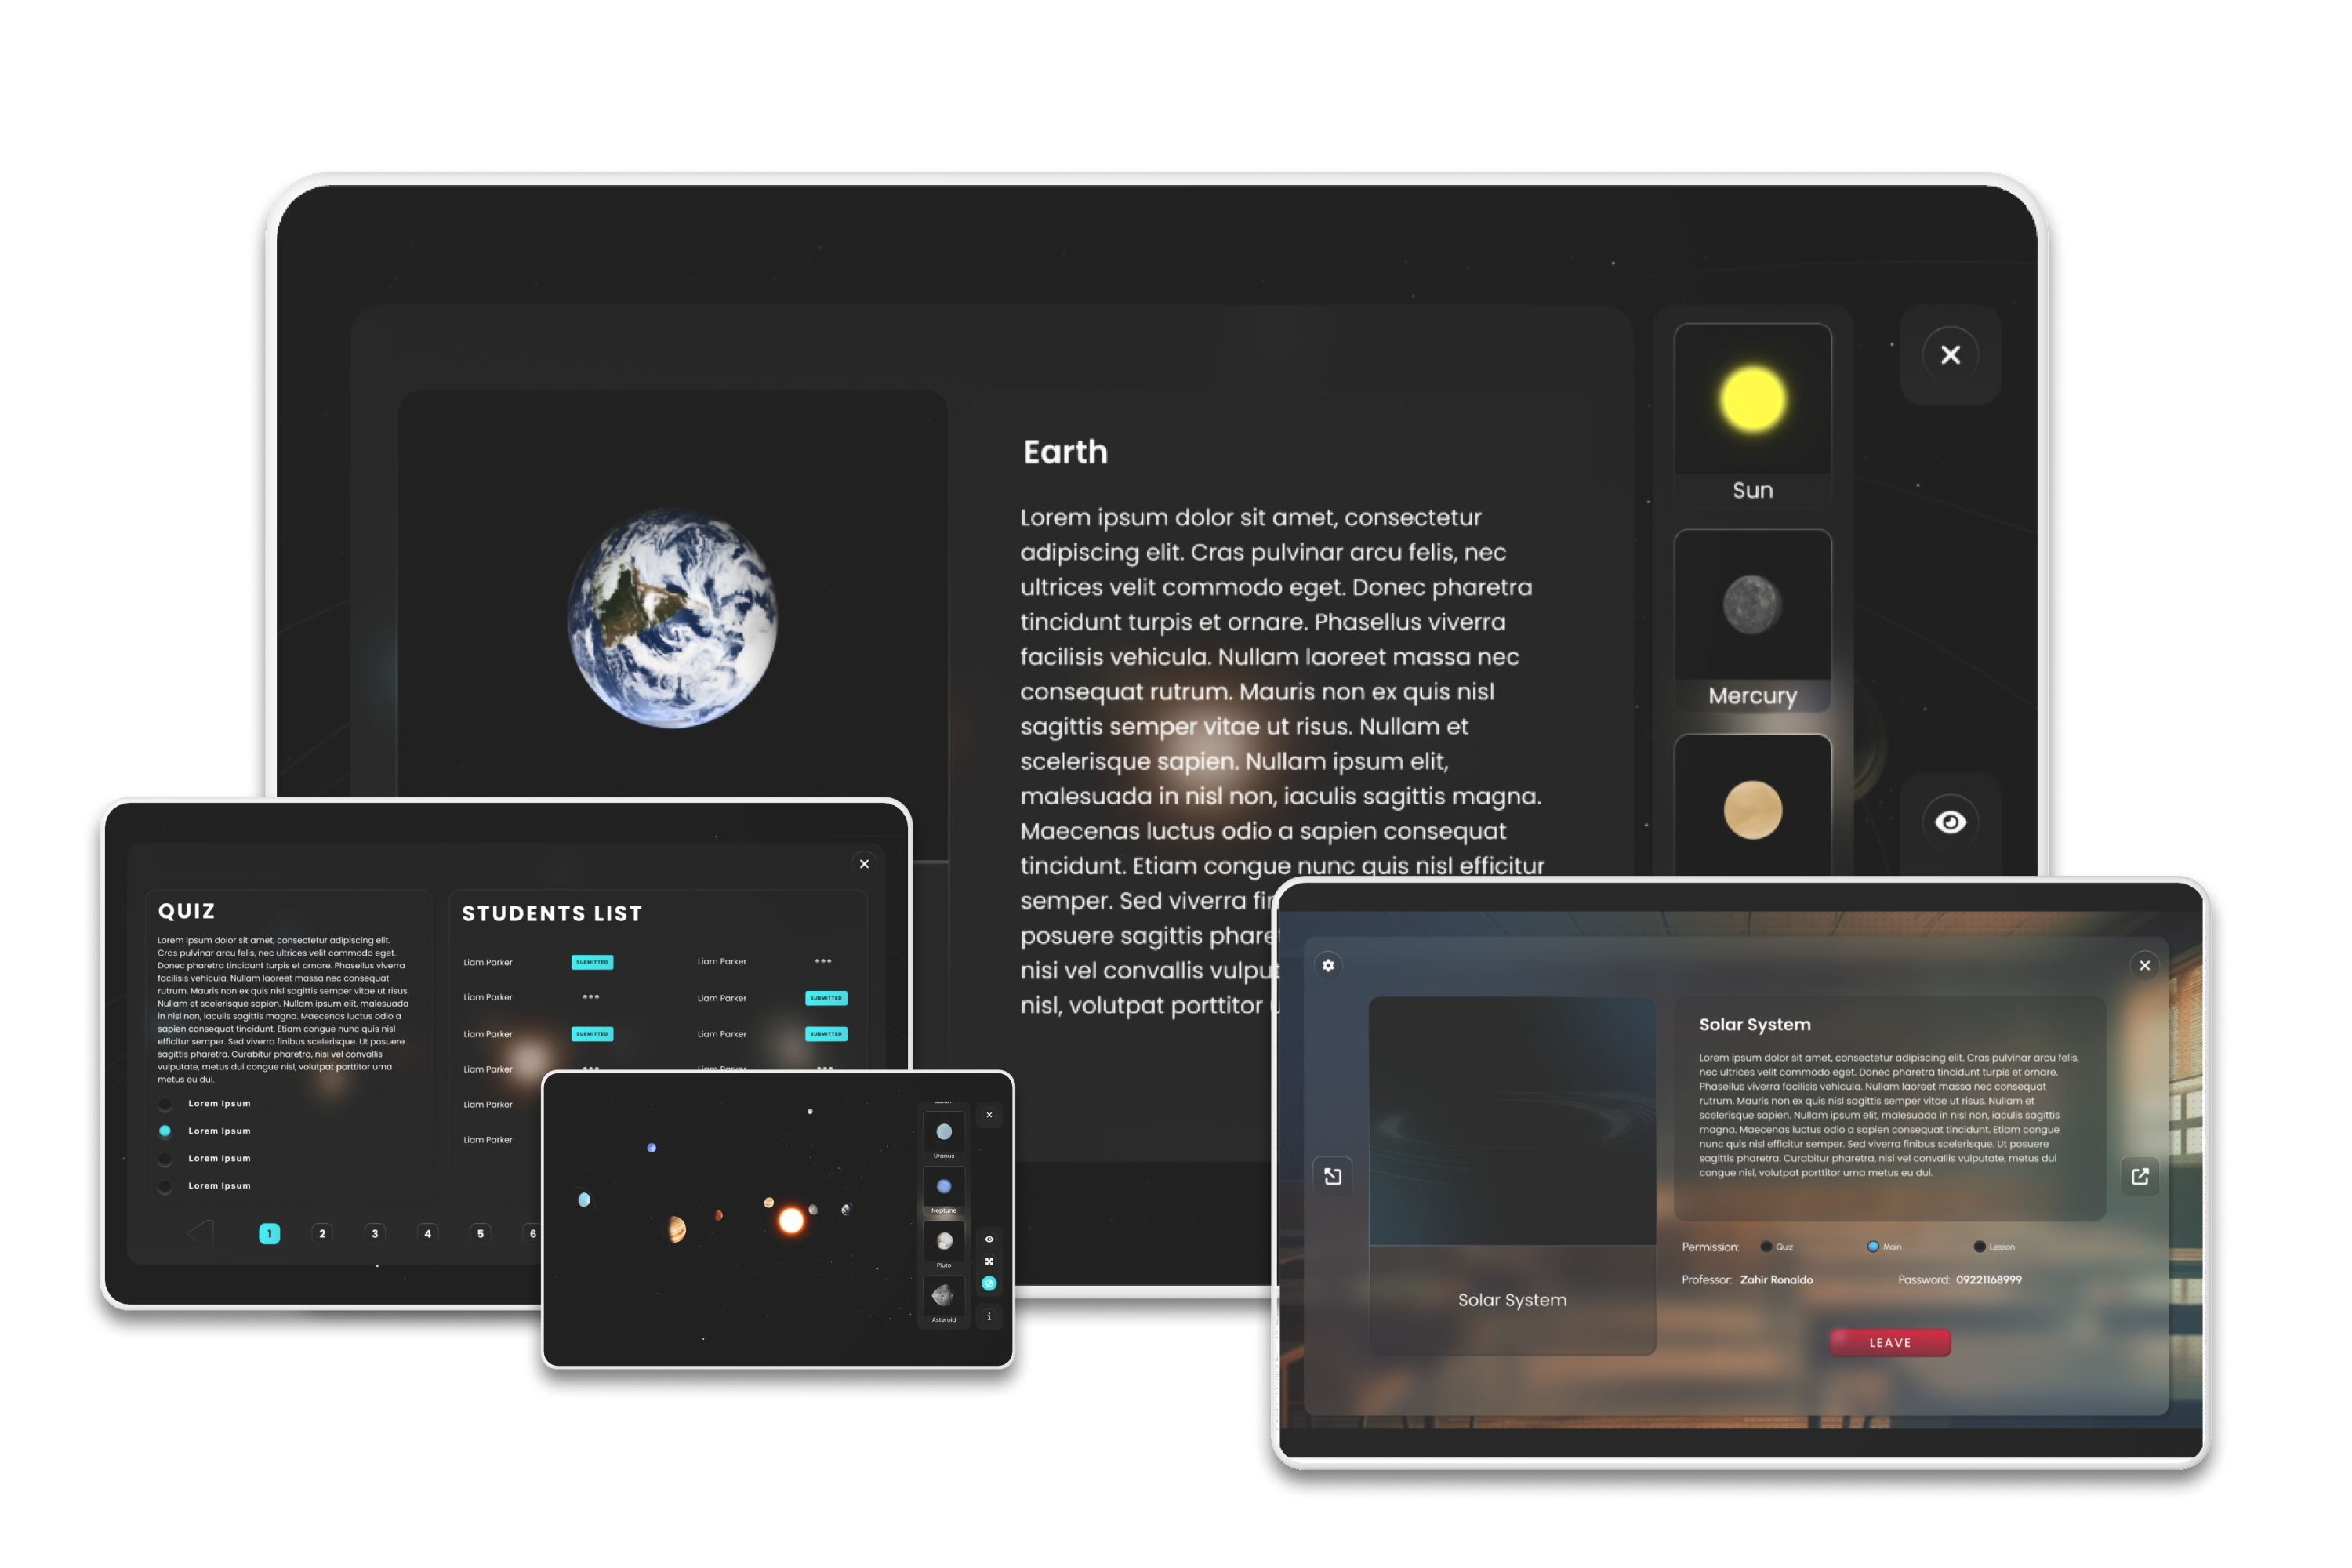 Earth
Lorem ipsum dolor sit amet, consectetur
adipiscing elit. Cras pulvinar arcu felis, nec
ultrices velit commodo eget. Donec pharetra
tincidunt turpis et ornare. Phasellus viverra
facilisis vehicula. Nullam laoreet massa nec
consequat rutrum. Mauris non ex quis nisl
sagittis semper vitae ut risus. Nullam et
scelerisque sapien. Nullam ipsum elit,
malesuada in nisl non, iaculis sagittis magna.
Maecenas luctus odio a sapien consequat
tincidunt. Etiam congue nunc quis nisl efficitur
semper. Sed viverra fin
posuere sagittis phare
nisi vel convallis vulput
nisl, volutpat porttitor u
Sun
Mercury
QUIZ
Lorem ipsum dolor sit amet, consectetur adipiscing elit.
Cras pulvinar arcu felis, nec ultrices velit commodo eget.
Donec pharetra tincidunt turpis et ornare. Phasellus viverra
facilisis vehicula. Nullam laoreet massa nec consequat
rutrum. Mauris non ex quis nisl sagittis semper vitae ut risus.
Nullam et scelerisque sapien. Nullam ipsum elit, malesuada
in nisl non, iaculis sagittis magna. Maecenas luctus odio a
sapien consequat tincidunt. Etiam congue nunc quis nisl
efficitur semper. Sed viverra finibus scelerisque. Ut posuere
sagittis pharetra. Curabitur pharetra, nisi vel convallis
vulputate, metus dui congue nisl, volutpat porttitor urna
metus eu dui.
Lorem Ipsum
Lorem Ipsum
Lorem Ipsum
Lorem Ipsum
1 2 3 4 5 6
STUDENTS LIST
Liam Parker SUBMITTED Liam Parker •••
Liam Parker ••• Liam Parker SUBMITTED
Liam Parker SUBMITTED Liam Parker SUBMITTED
Liam Parker ••• Liam Parker •••
Liam Parker
Liam Parker
Uranus
Neptune
Pluto
Asteroid
i
Solar System
Solar System
Lorem ipsum dolor sit amet, consectetur adipiscing elit. Cras pulvinar arcu felis,
nec ultrices velit commodo eget. Donec pharetra tincidunt turpis et ornare.
Phasellus viverra facilisis vehicula. Nullam laoreet massa nec consequat
rutrum. Mauris non ex quis nisl sagittis semper vitae ut risus. Nullam et
scelerisque sapien. Nullam ipsum elit, malesuada in nisl non, iaculis sagittis
magna. Maecenas luctus odio a sapien consequat tincidunt. Etiam congue
nunc quis nisl efficitur semper. Sed viverra finibus scelerisque. Ut posuere
sagittis pharetra. Curabitur pharetra, nisi vel convallis vulputate, metus dui
congue nisl, volutpat porttitor urna metus eu dui.
Permission: Quiz Main Lesson
Professor: Zahir Ronaldo Password: 09221168999
LEAVE